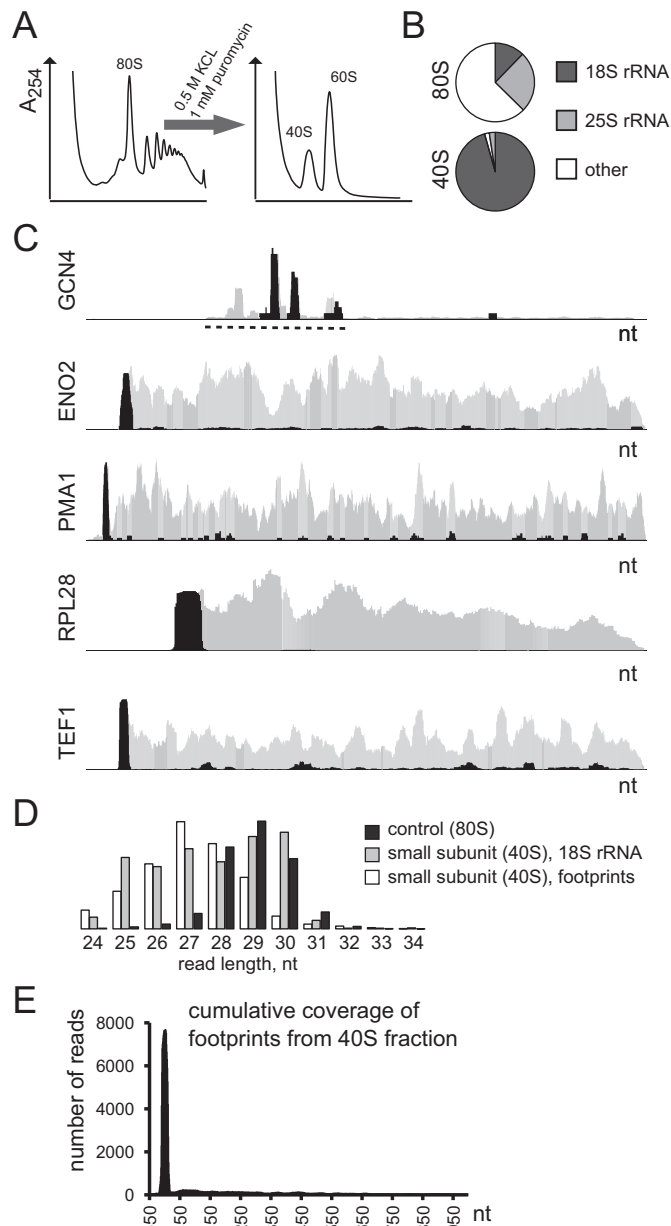 A
A254
80S
0.5 M KCL
1 mM puromycin
40S
60S
B
80S
40S
18S rRNA
25S rRNA
other
C
GCN4
nt
ENO2
nt
PMA1
nt
RPL28
nt
TEF1
nt
D
control (80S)
small subunit (40S), 18S rRNA
small subunit (40S), footprints
24 25 26 27 28 29 30 31 32 33 34
read length, nt
E
cumulative coverage of
footprints from 40S fraction
number of reads
8000
6000
4000
2000
0
nt